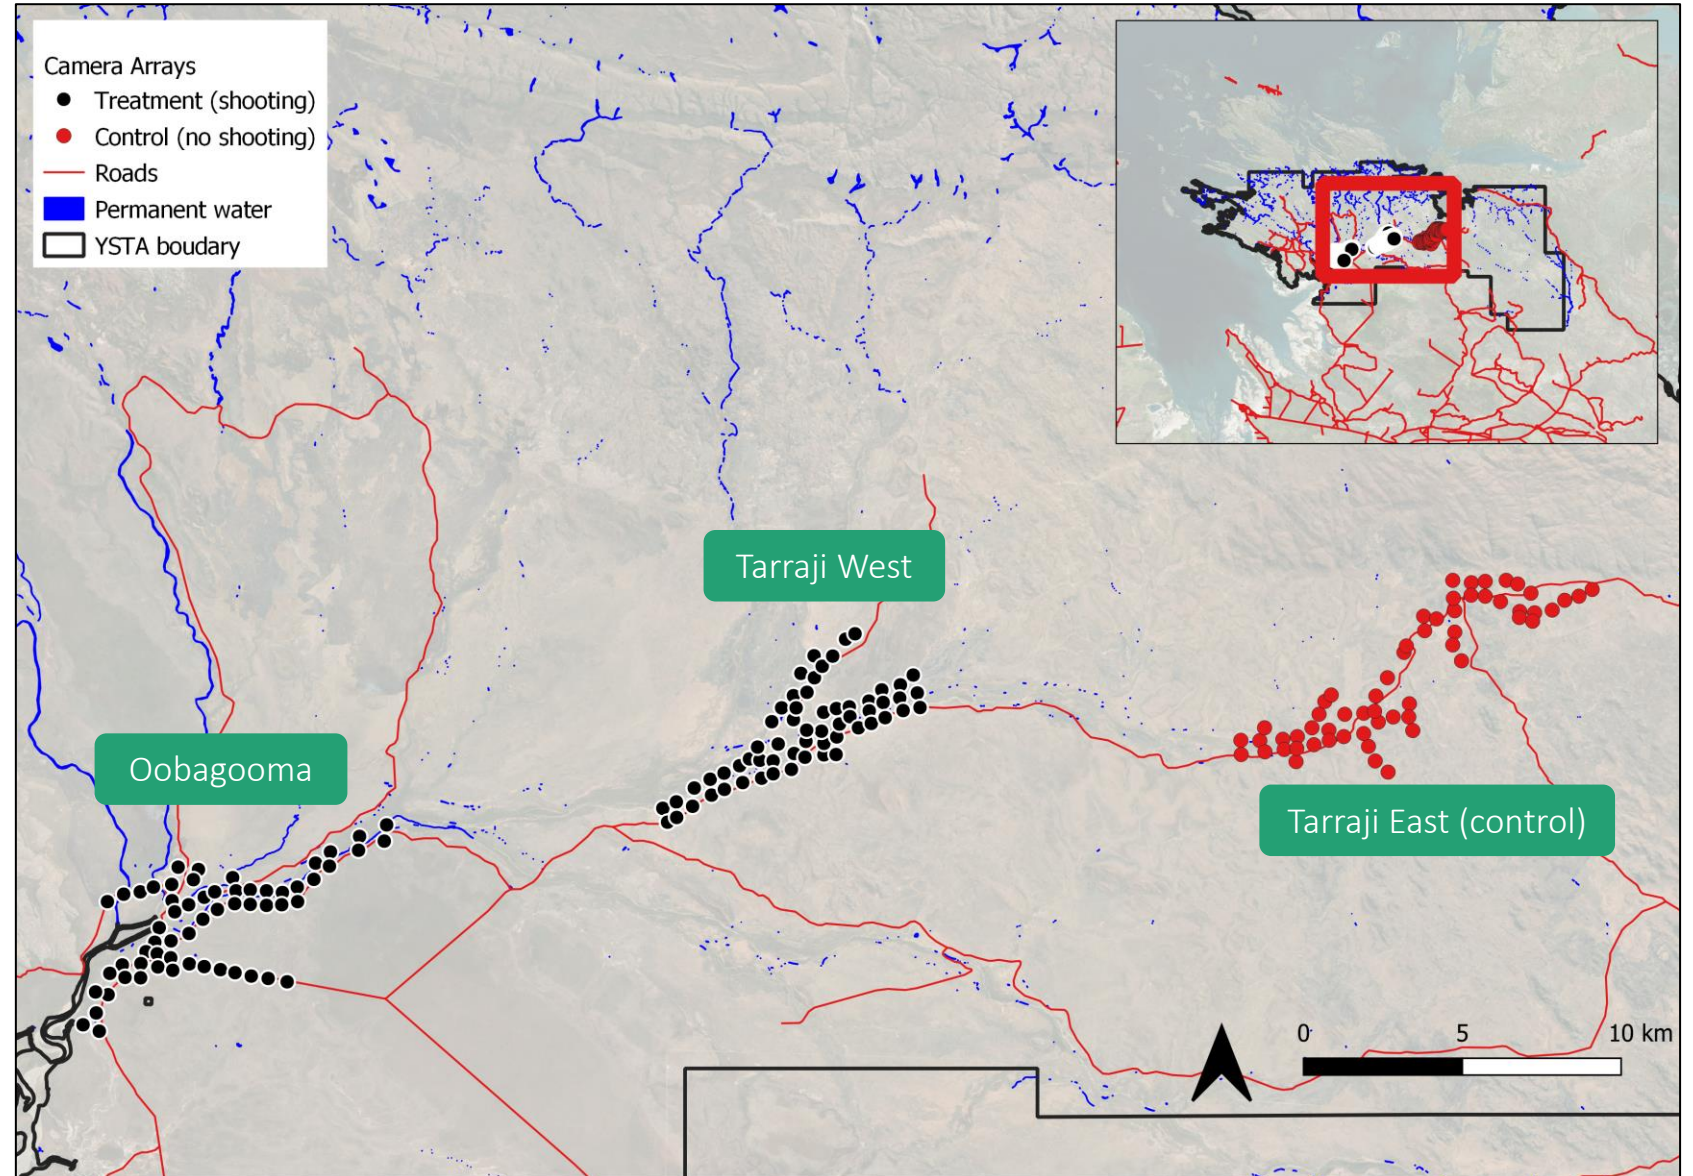 Camera Arrays
Treatment (shooting)
Control (no shooting)
Roads
Permanent water
YSTA boudary
Tarraji West
Oobagooma
Tarraji East (control)
0 5 10 km